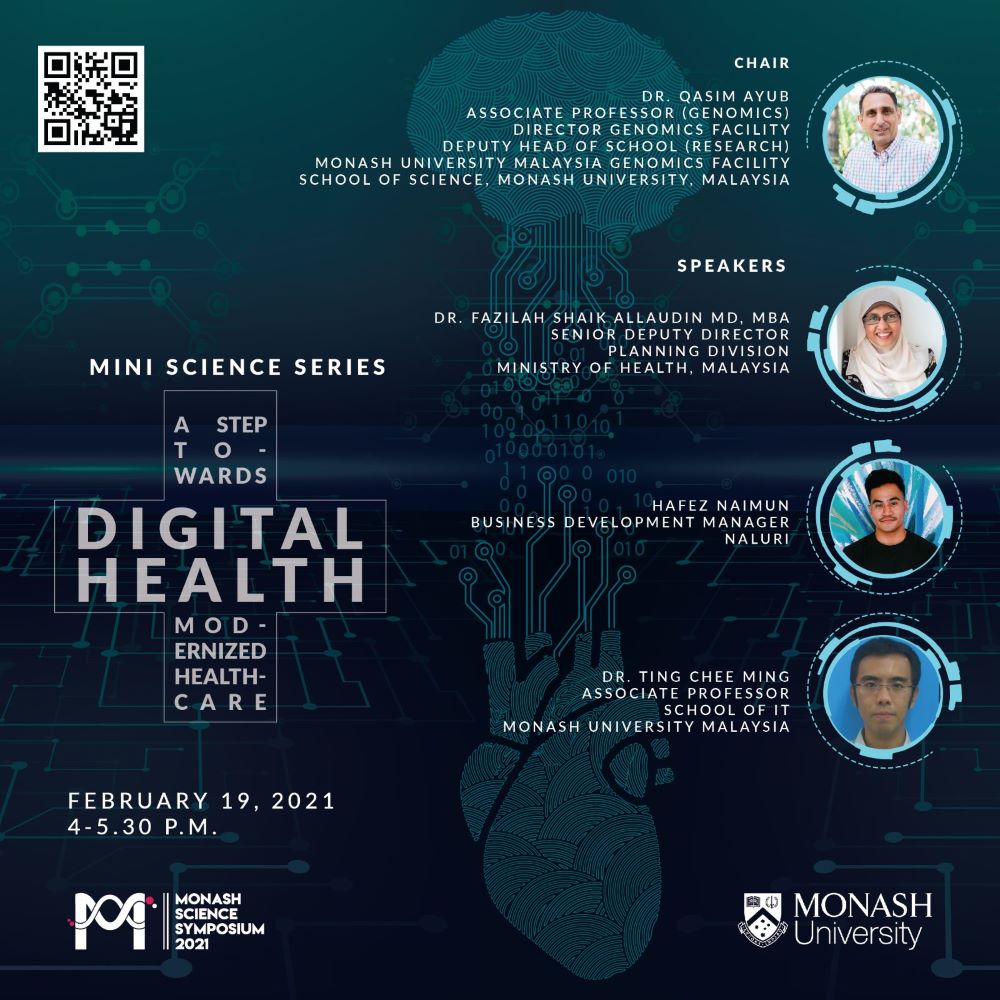 CHAIR
DR. QASIM AYUB
ASSOCIATE PROFESSOR (GENOMICS)
DIRECTOR GENOMICS FACILITY
DEPUTY HEAD OF SCHOOL (RESEARCH)
MONASH UNIVERSITY MALAYSIA GENOMICS FACILITY
SCHOOL OF SCIENCE, MONASH UNIVERSITY, MALAYSIA
SPEAKERS
DR. FAZILAH SHAIK ALLAUDIN MD, MBA
SENIOR DEPUTY DIRECTOR
PLANNING DIVISION
MINISTRY OF HEALTH, MALAYSIA
MINI SCIENCE SERIES
A STEP
TO-
WARDS
DIGITAL
HEALTH
MOD-
ERNIZED
HEALTH-
CARE
HAFEZ NAIMUN
BUSINESS DEVELOPMENT MANAGER
NALURI
DR. TING CHEE MING
ASSOCIATE PROFESSOR
SCHOOL OF IT
MONASH UNIVERSITY MALAYSIA
FEBRUARY 19, 2021
4-5.30 P.M.
MONASH
SCIENCE
SYMPOSIUM
2021
MONASH
University